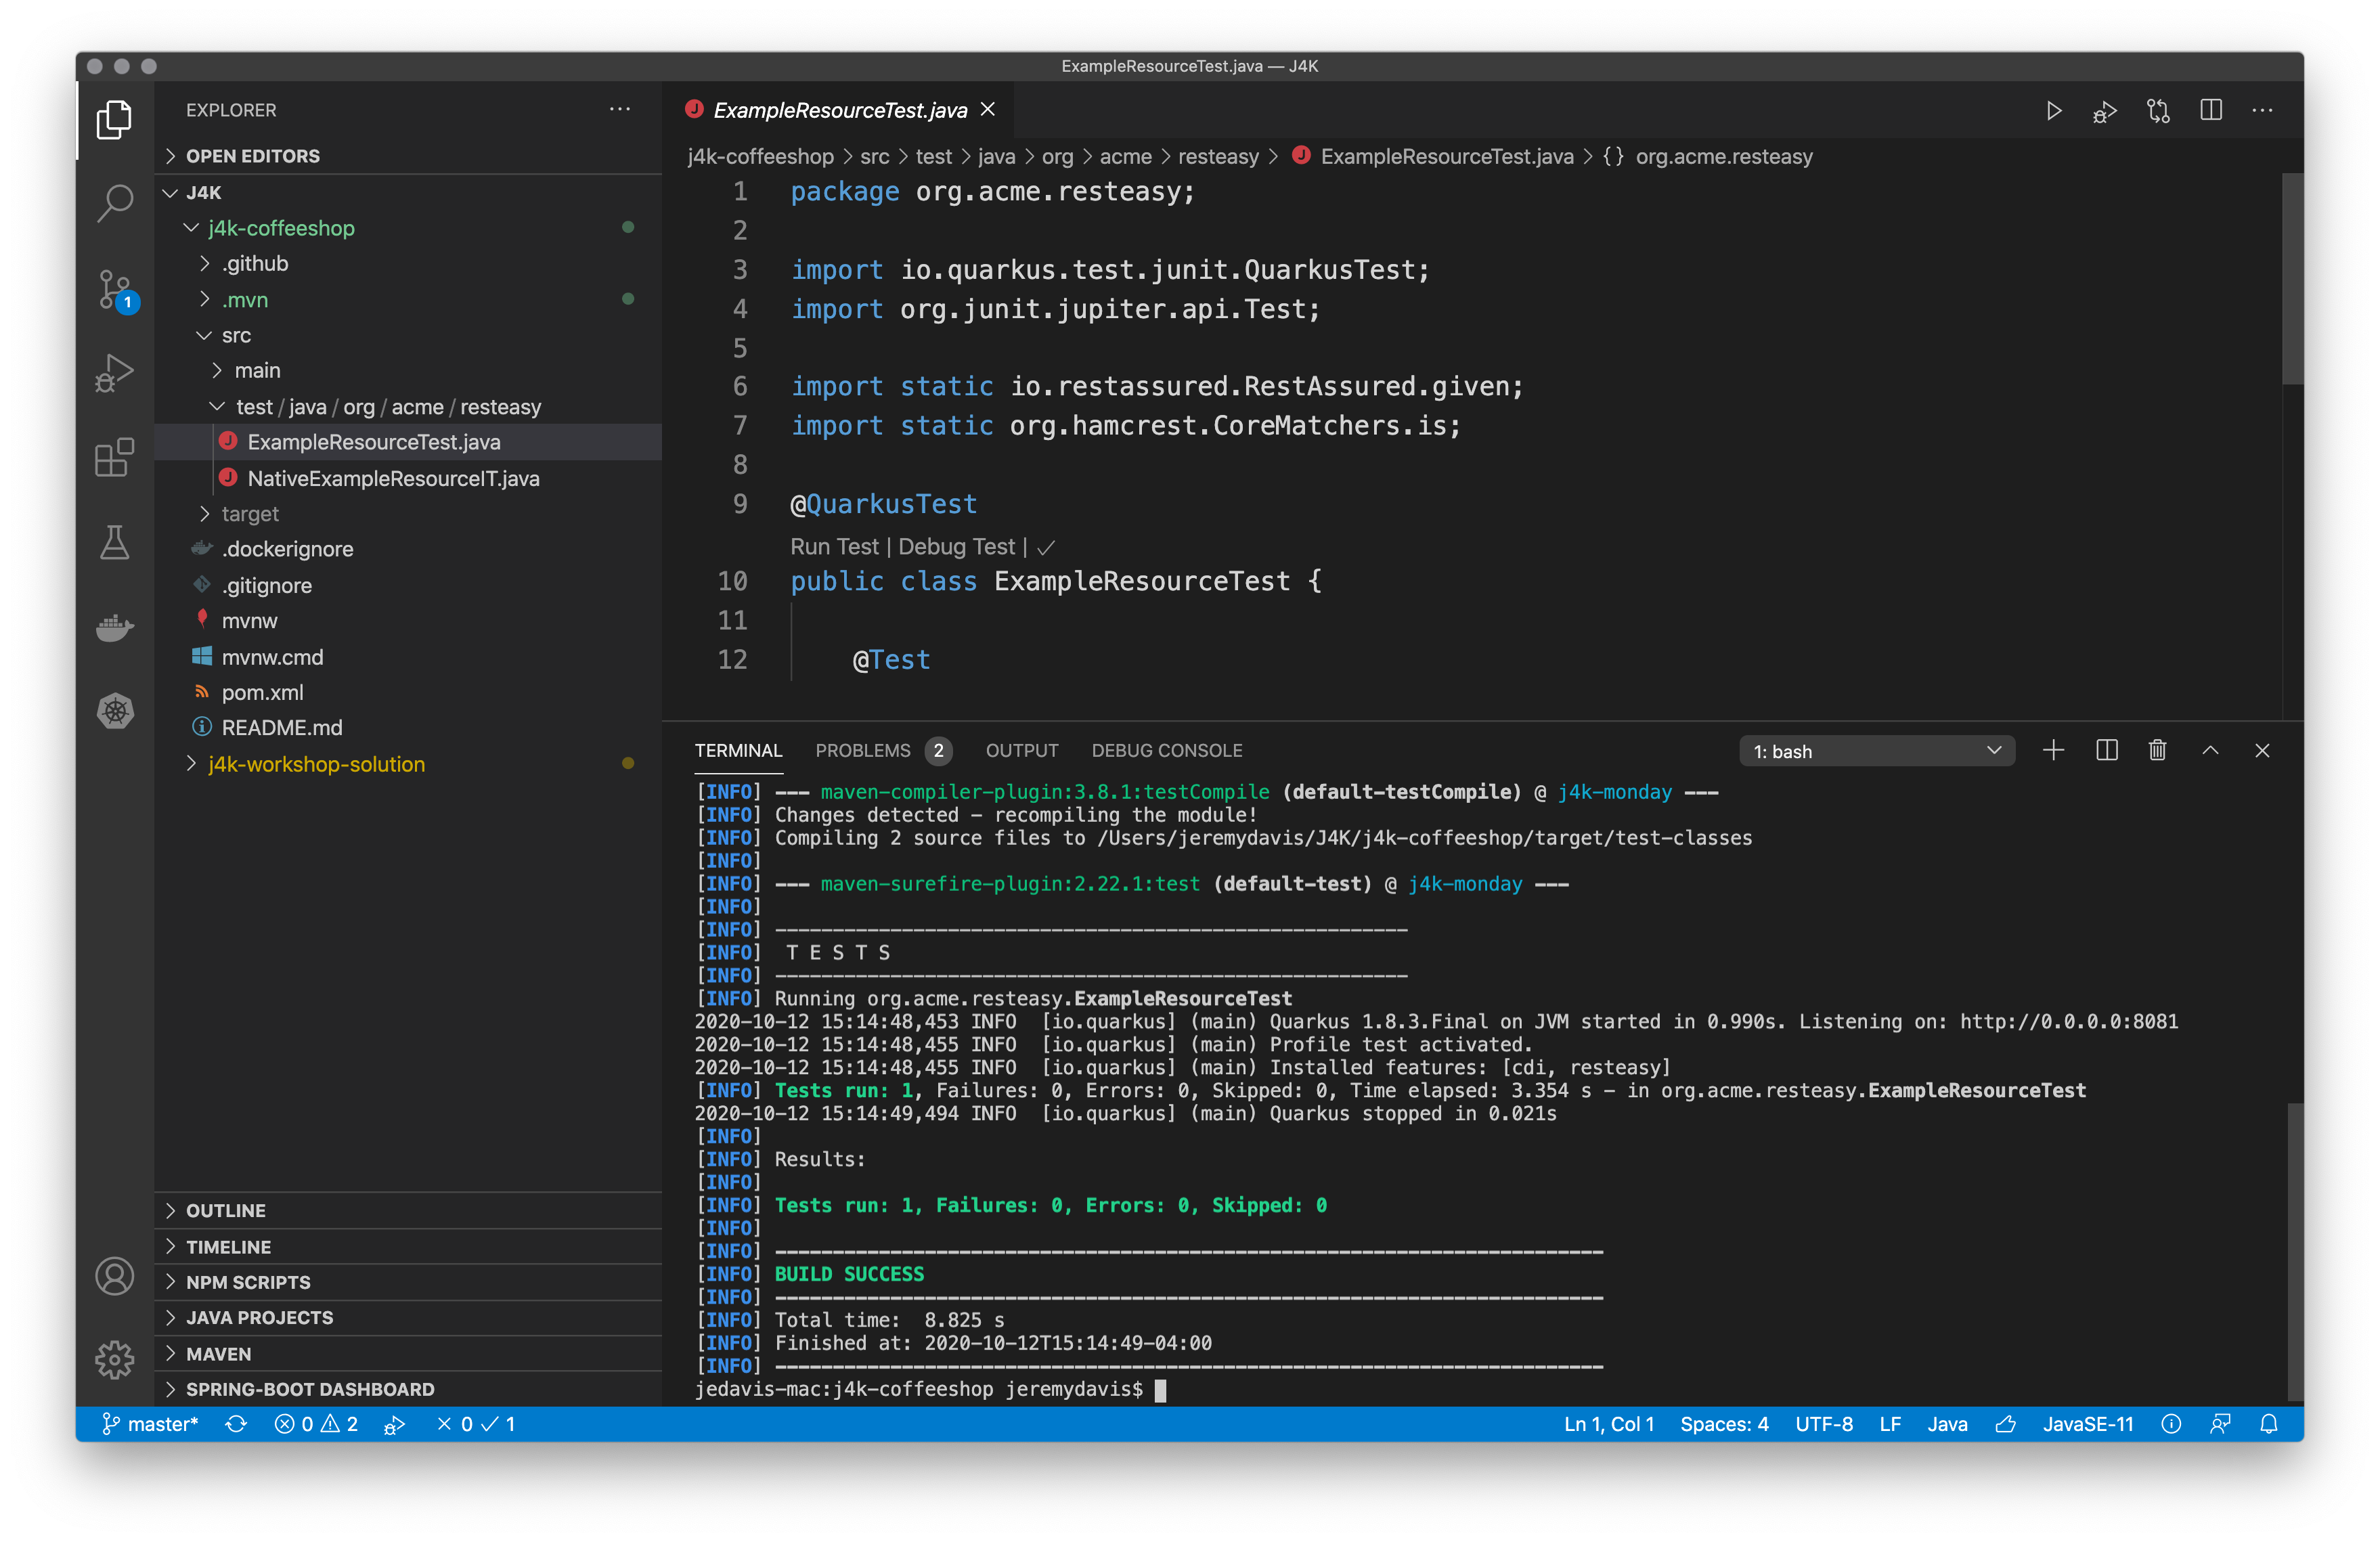 ExampleResourceTest.java — J4K
EXPLORER
OPEN EDITORS
J4K
j4k-coffeeshop
.github
.mvn
src
main
test / java / org / acme / resteasy
ExampleResourceTest.java
NativeExampleResourceIT.java
target
.dockerignore
.gitignore
mvnw
mvnw.cmd
pom.xml
README.md
j4k-workshop-solution
OUTLINE
TIMELINE
NPM SCRIPTS
JAVA PROJECTS
MAVEN
SPRING-BOOT DASHBOARD
1
ExampleResourceTest.java
j4k-coffeeshop > src > test > java > org > acme > resteasy > ExampleResourceTest.java > {} org.acme.resteasy
1 package org.acme.resteasy;
2
3 import io.quarkus.test.junit.QuarkusTest;
4 import org.junit.jupiter.api.Test;
5
6 import static io.restassured.RestAssured.given;
7 import static org.hamcrest.CoreMatchers.is;
8
9 @QuarkusTest
Run Test | Debug Test | ✓
10 public class ExampleResourceTest {
11
12 @Test
TERMINAL PROBLEMS 2 OUTPUT DEBUG CONSOLE 1: bash
[INFO] --- maven-compiler-plugin:3.8.1:testCompile (default-testCompile) @ j4k-monday ---
[INFO] Changes detected - recompiling the module!
[INFO] Compiling 2 source files to /Users/jeremydavis/J4K/j4k-coffeeshop/target/test-classes
[INFO]
[INFO] --- maven-surefire-plugin:2.22.1:test (default-test) @ j4k-monday ---
[INFO]
[INFO] -------------------------------------------------------
[INFO]  T E S T S
[INFO] -------------------------------------------------------
[INFO] Running org.acme.resteasy.ExampleResourceTest
2020-10-12 15:14:48,453 INFO  [io.quarkus] (main) Quarkus 1.8.3.Final on JVM started in 0.990s. Listening on: http://0.0.0.0:8081
2020-10-12 15:14:48,455 INFO  [io.quarkus] (main) Profile test activated.
2020-10-12 15:14:48,455 INFO  [io.quarkus] (main) Installed features: [cdi, resteasy]
[INFO] Tests run: 1, Failures: 0, Errors: 0, Skipped: 0, Time elapsed: 3.354 s - in org.acme.resteasy.ExampleResourceTest
2020-10-12 15:14:49,494 INFO  [io.quarkus] (main) Quarkus stopped in 0.021s
[INFO]
[INFO] Results:
[INFO]
[INFO] Tests run: 1, Failures: 0, Errors: 0, Skipped: 0
[INFO]
[INFO] ------------------------------------------------------------------------
[INFO] BUILD SUCCESS
[INFO] ------------------------------------------------------------------------
[INFO] Total time:  8.825 s
[INFO] Finished at: 2020-10-12T15:14:49-04:00
[INFO] ------------------------------------------------------------------------
jedavis-mac:j4k-coffeeshop jeremydavis$
master* 0 2 0 1 Ln 1, Col 1 Spaces: 4 UTF-8 LF Java JavaSE-11